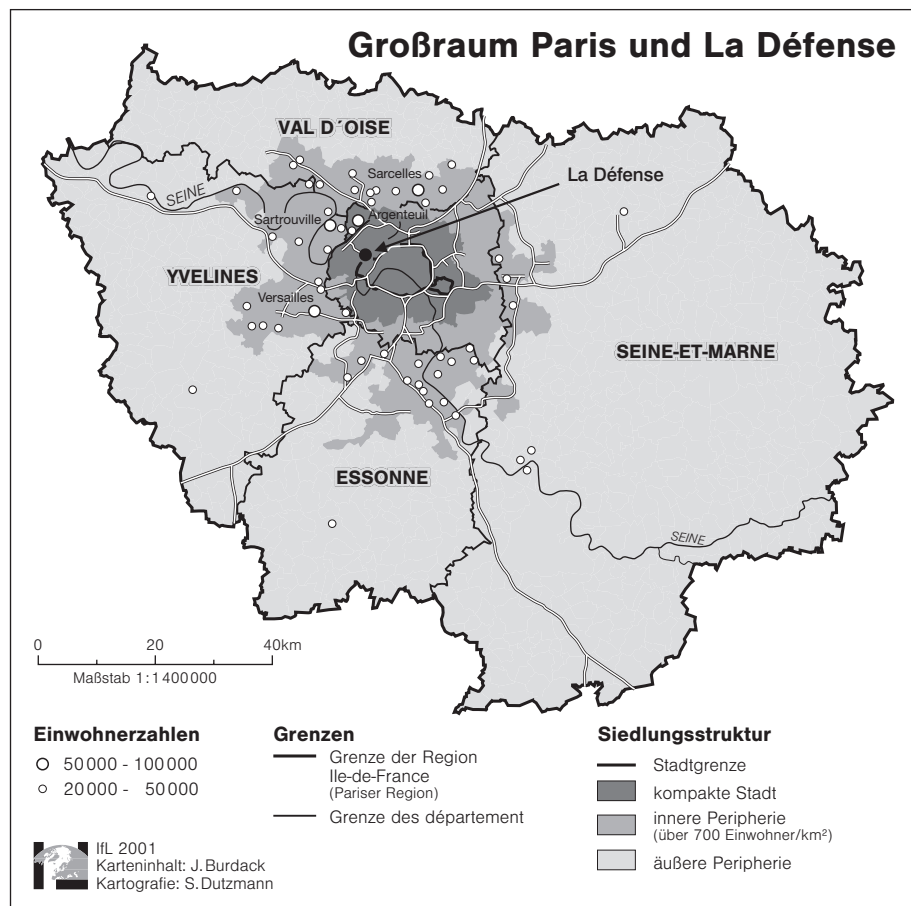 Großraum Paris und La Défense
VAL D´OISE
SEINE
Sarcelles
La Défense
Sartrouville
Argenteuil
YVELINES
Versailles
SEINE-ET-MARNE
ESSONNE
SEINE
0 20 40km
Maßstab 1:1400000
Einwohnerzahlen
50000 - 100000
20000 - 50000
Grenzen
Grenze der Region
Ile-de-France
(Pariser Region)
Grenze des département
Siedlungsstruktur
Stadtgrenze
kompakte Stadt
innere Peripherie
(über 700 Einwohner/km²)
äußere Peripherie
IfL 2001
Karteninhalt: J. Burdack
Kartografie: S. Dutzmann